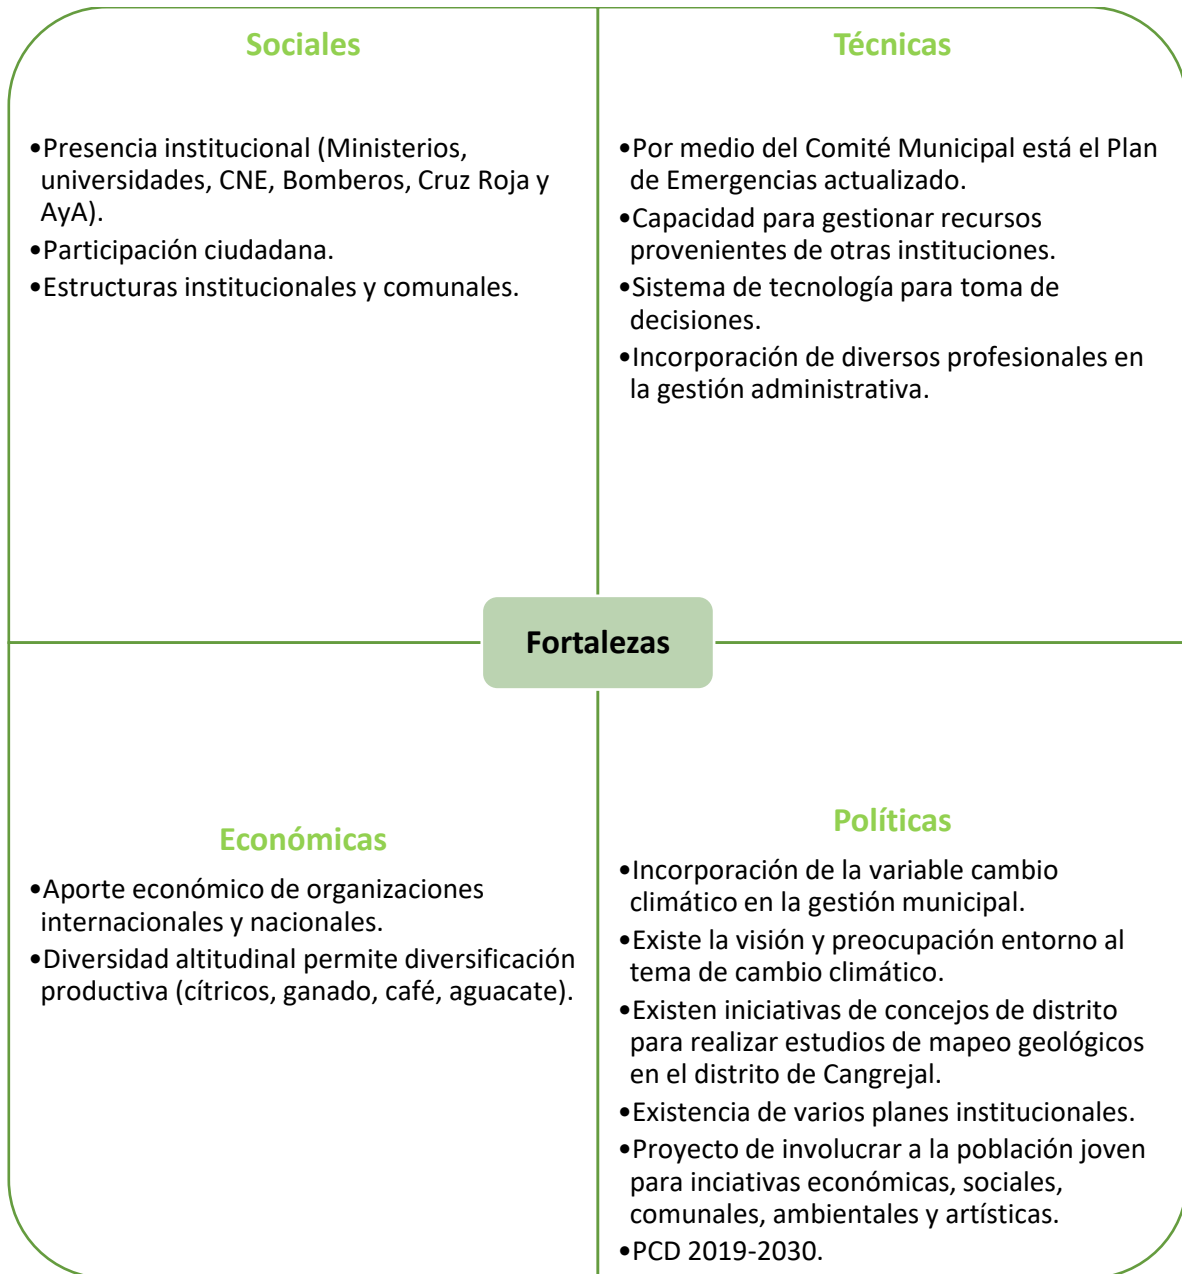 Sociales
•Presencia institucional (Ministerios,
universidades, CNE, Bomberos, Cruz Roja y
AyA).
•Participación ciudadana.
•Estructuras institucionales y comunales.
Técnicas
•Por medio del Comité Municipal está el Plan
de Emergencias actualizado.
•Capacidad para gestionar recursos
provenientes de otras instituciones.
•Sistema de tecnología para toma de
decisiones.
•Incorporación de diversos profesionales en
la gestión administrativa.
Fortalezas
Económicas
•Aporte económico de organizaciones
internacionales y nacionales.
•Diversidad altitudinal permite diversificación
productiva (cítricos, ganado, café, aguacate).
Políticas
•Incorporación de la variable cambio
climático en la gestión municipal.
•Existe la visión y preocupación entorno al
tema de cambio climático.
•Existen iniciativas de concejos de distrito
para realizar estudios de mapeo geológicos
en el distrito de Cangrejal.
•Existencia de varios planes institucionales.
•Proyecto de involucrar a la población joven
para inciativas económicas, sociales,
comunales, ambientales y artísticas.
•PCD 2019-2030.